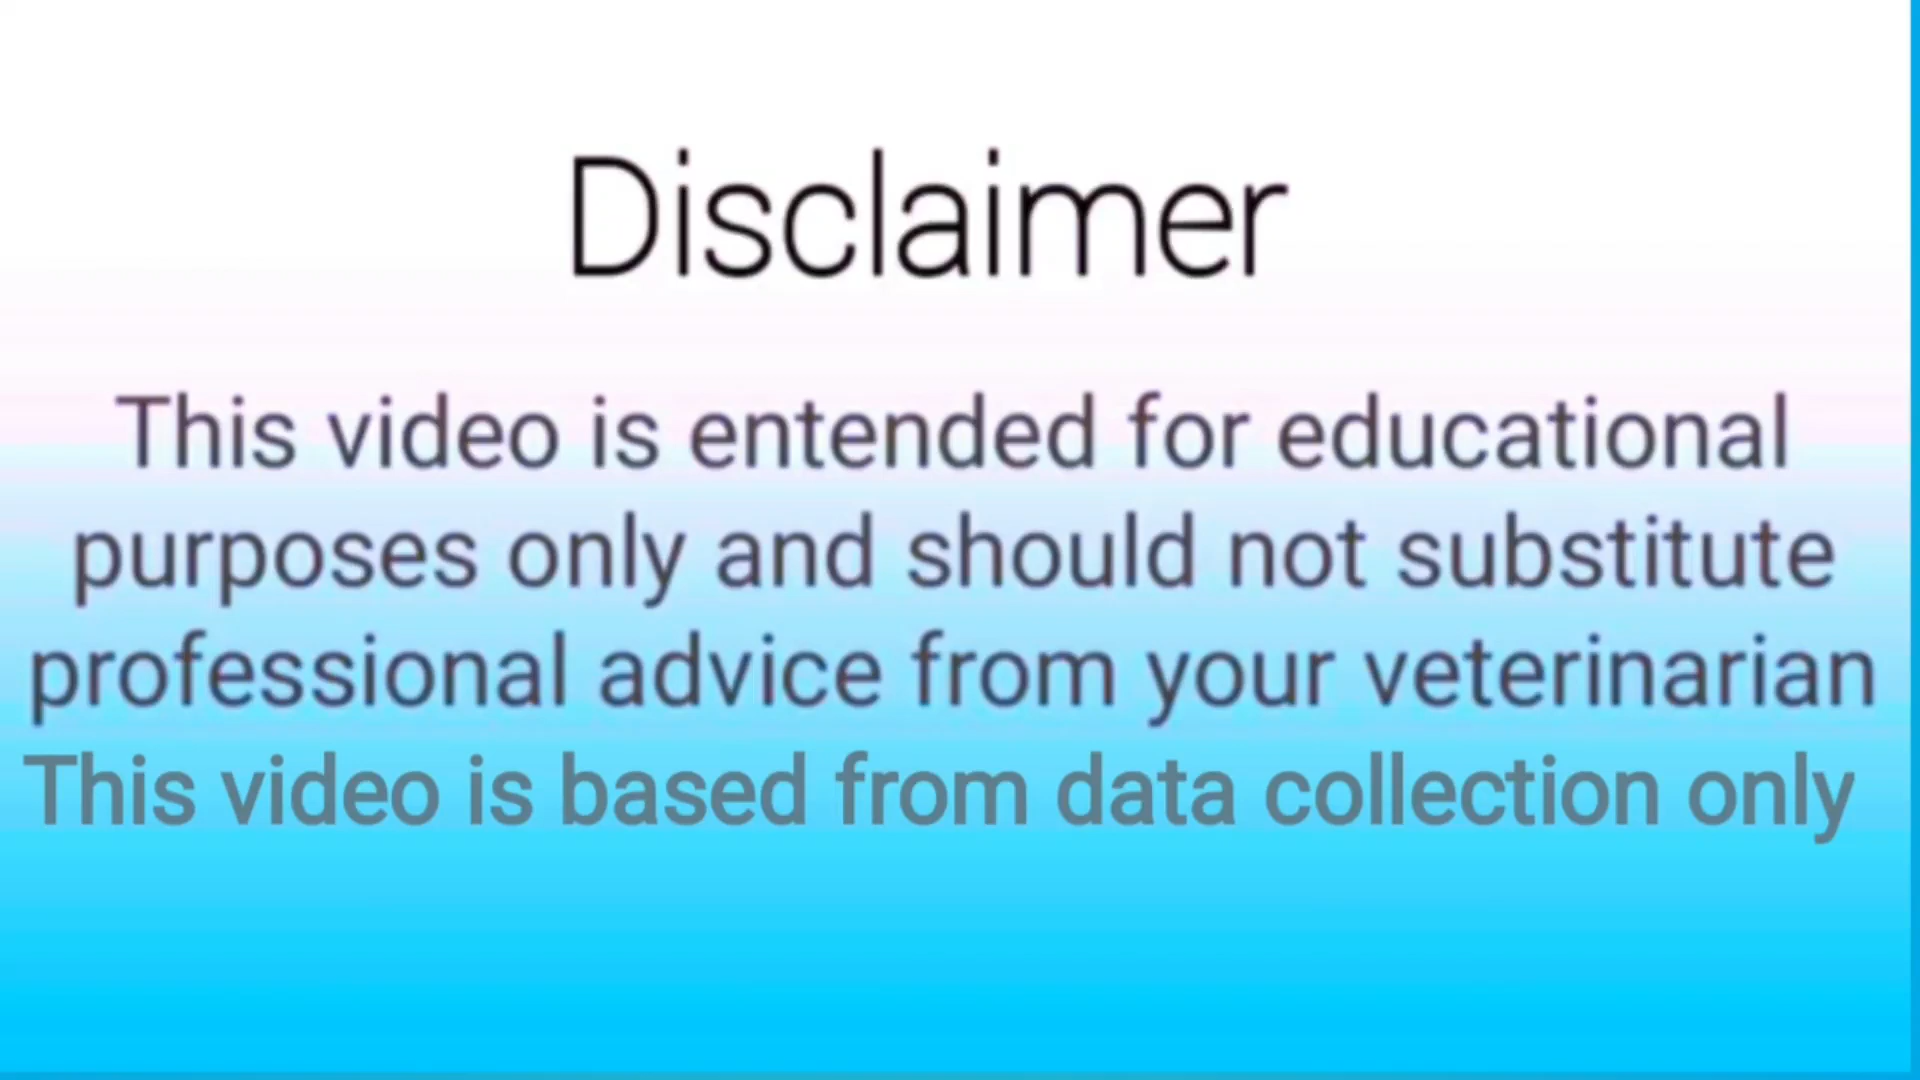 Disclaimer
This video is entended for educational
purposes only and should not substitute
professional advice from your veterinarian
This video is based from data collection only